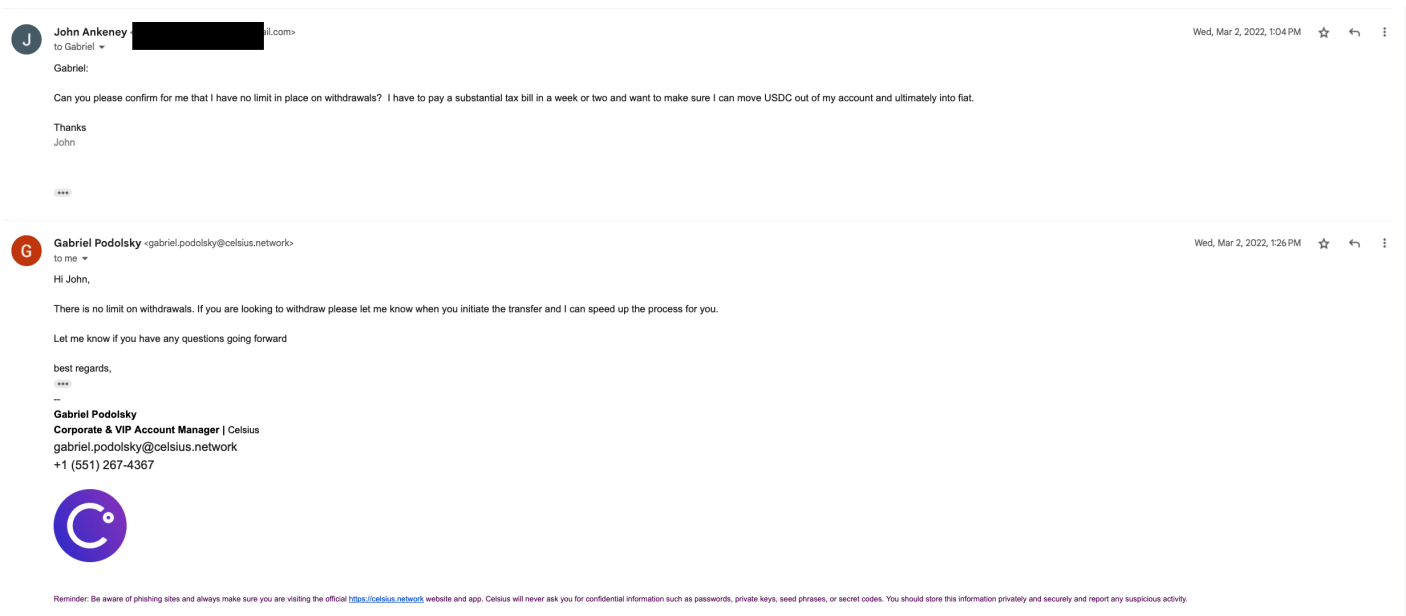 J
John Ankeney <
ail.com>
Wed, Mar 2, 2022, 1:04 PM
to Gabriel
Gabriel:
Can you please confirm for me that I have no limit in place on withdrawals? I have to pay a substantial tax bill in a week or two and want to make sure I can move USDC out of my account and ultimately into fiat.
Thanks
John
G
Gabriel Podolsky <gabriel.podolsky@celsius.network>
Wed, Mar 2, 2022, 1:26 PM
to me
Hi John,
There is no limit on withdrawals. If you are looking to withdraw please let me know when you initiate the transfer and I can speed up the process for you.
Let me know if you have any questions going forward
best regards,
--
Gabriel Podolsky
Corporate & VIP Account Manager | Celsius
gabriel.podolsky@celsius.network
+1 (551) 267-4367
Reminder: Be aware of phishing sites and always make sure you are visiting the official https://celsius.network website and app. Celsius will never ask you for confidential information such as passwords, private keys, seed phrases, or secret codes. You should store this information privately and securely and report any suspicious activity.